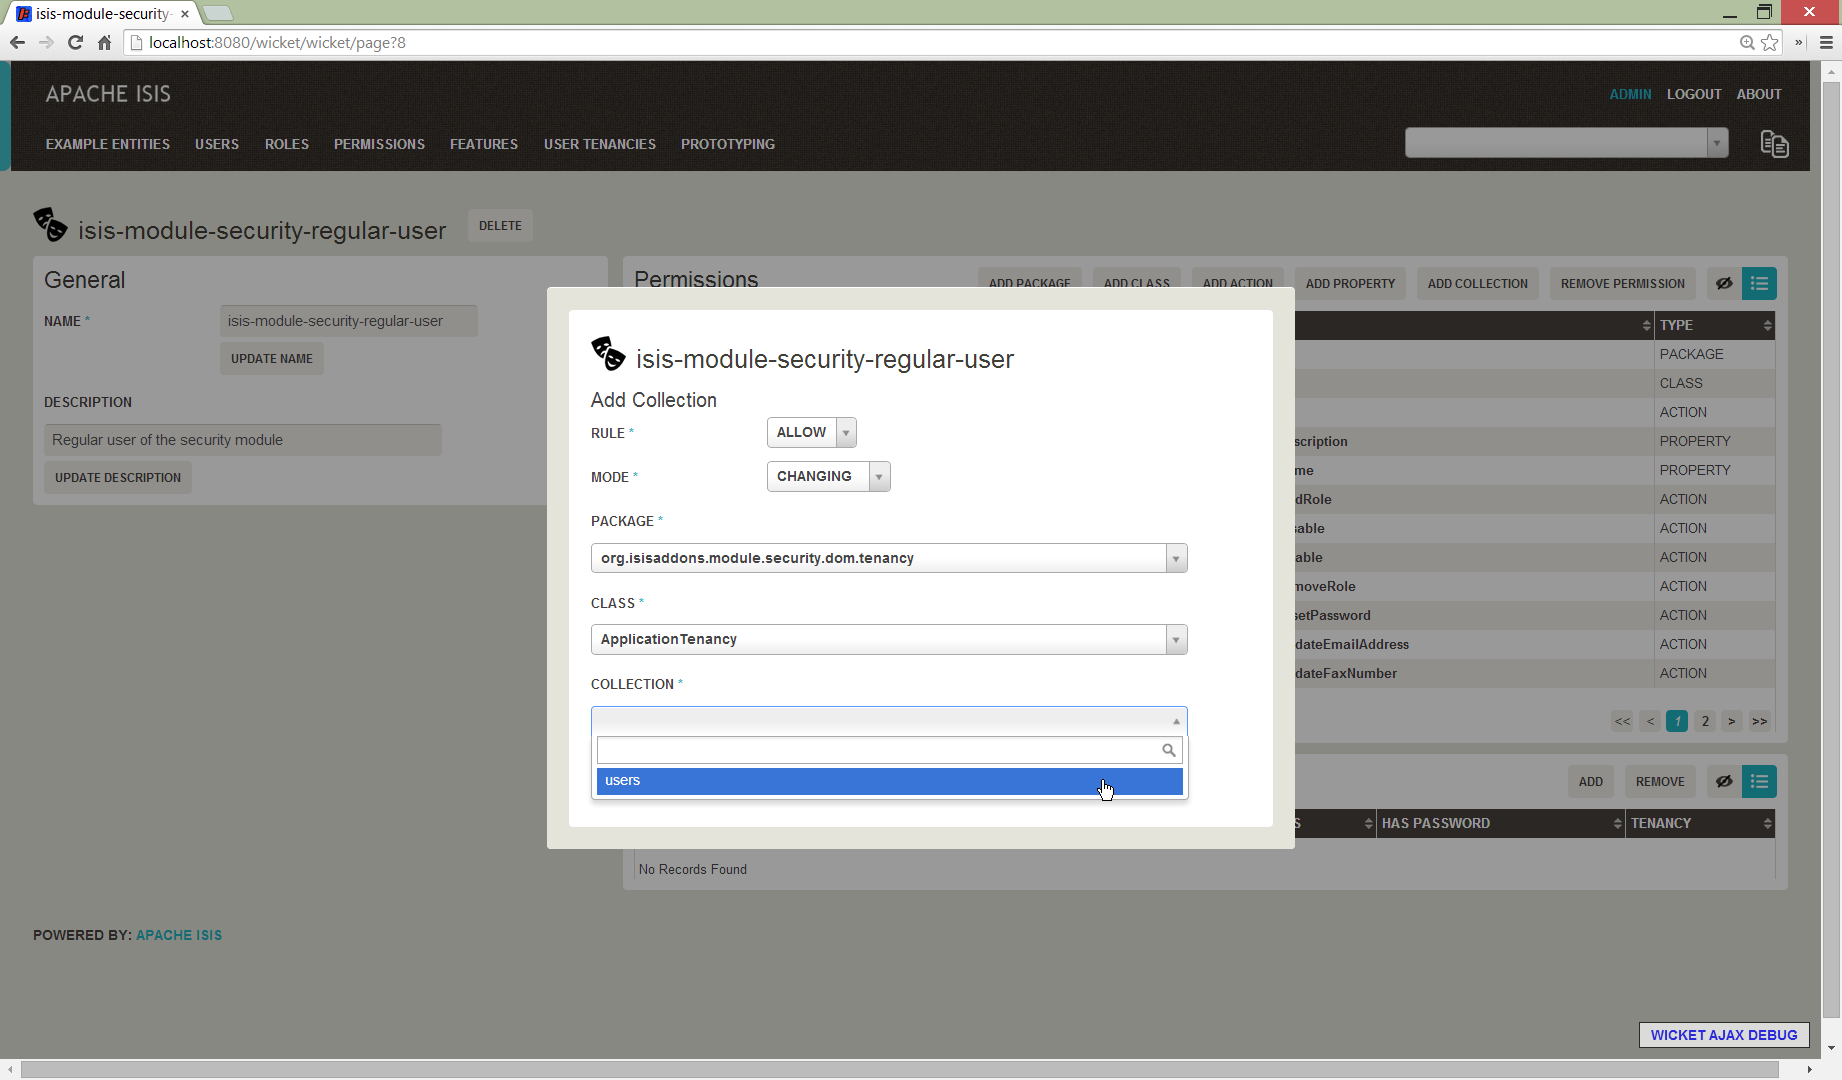 isis-module-security-
localhost:8080/wicket/wicket/page?8
APACHE ISIS
ADMIN LOGOUT ABOUT
EXAMPLE ENTITIES USERS ROLES PERMISSIONS FEATURES USER TENANCIES PROTOTYPING
isis-module-security-regular-user DELETE
General
NAME *
isis-module-security-regular-user
UPDATE NAME
DESCRIPTION
Regular user of the security module
UPDATE DESCRIPTION
Permissions
ADD PACKAGE ADD CLASS ADD ACTION ADD PROPERTY ADD COLLECTION REMOVE PERMISSION
TYPE
PACKAGE
CLASS
ACTION
scription PROPERTY
me PROPERTY
dRole ACTION
able ACTION
able ACTION
moveRole ACTION
setPassword ACTION
dateEmailAddress ACTION
dateFaxNumber ACTION
<< < 1 2 > >>
isis-module-security-regular-user
Add Collection
RULE * ALLOW
MODE * CHANGING
PACKAGE *
org.isisaddons.module.security.dom.tenancy
CLASS *
ApplicationTenancy
COLLECTION *
users
ADD REMOVE
S HAS PASSWORD TENANCY
No Records Found
POWERED BY: APACHE ISIS
WICKET AJAX DEBUG